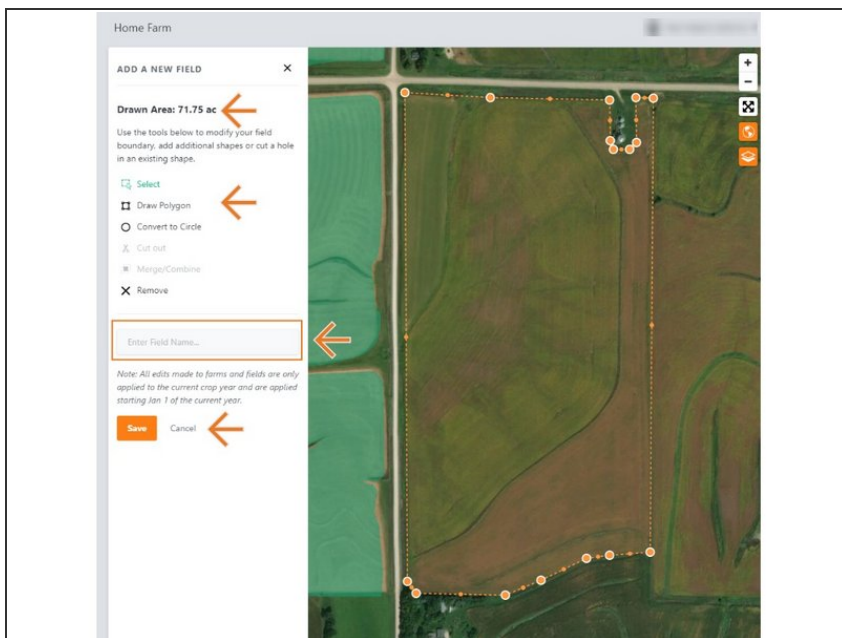 Home Farm
ADD A NEW FIELD
Drawn Area: 71.75 ac
Use the tools below to modify your field
boundary, add additional shapes or cut a hole
in an existing shape.
Select
Draw Polygon
Convert to Circle
Cut out
Merge/Combine
Remove
Enter Field Name...
Note: All edits made to farms and fields are only
applied to the current crop year and are applied
starting Jan 1 of the current year.
Save Cancel